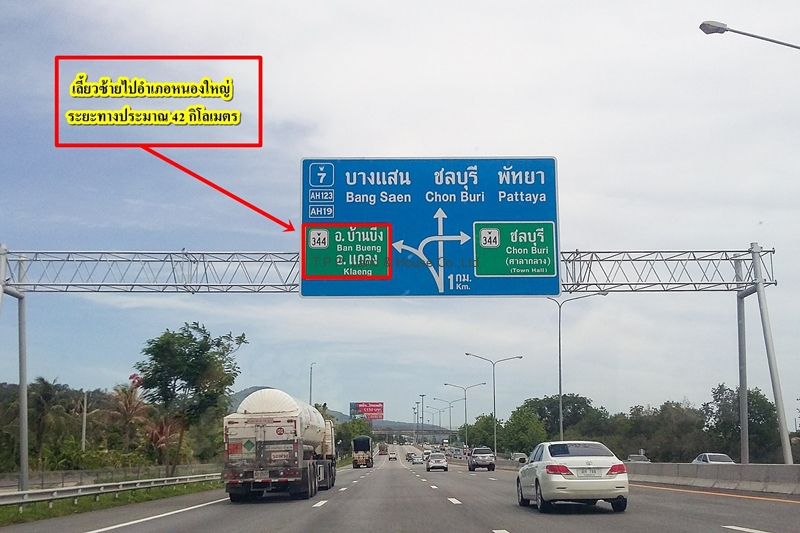 เลี้ยวซ้ายไปอำเภอหนองใหญ่
ระยะทางประมาณ 42 กิโลเมตร
7
AH123
AH19
บางแสน ชลบุรี พัทยา
Bang Saen Chon Buri Pattaya
344
อ.บ้านบึง
Ban Bueng
อ.แกลง
Klaeng
344
ชลบุรี
Chon Buri
(ศาลากลาง)
(Town Hall)
1 กม.
Km.